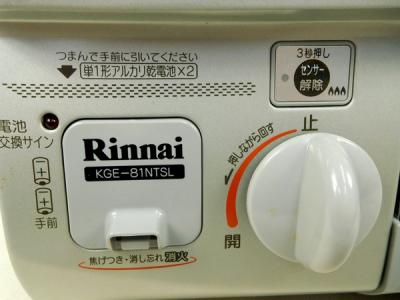 つまんで手前に引いてください
単1形アルカリ乾電池×2
3秒押し
センサー
解除
電池
交換サイン
手前
Rinnai
KGE-81NTSL
焦げつき・消し忘れ消火
止
押しながら回す
開